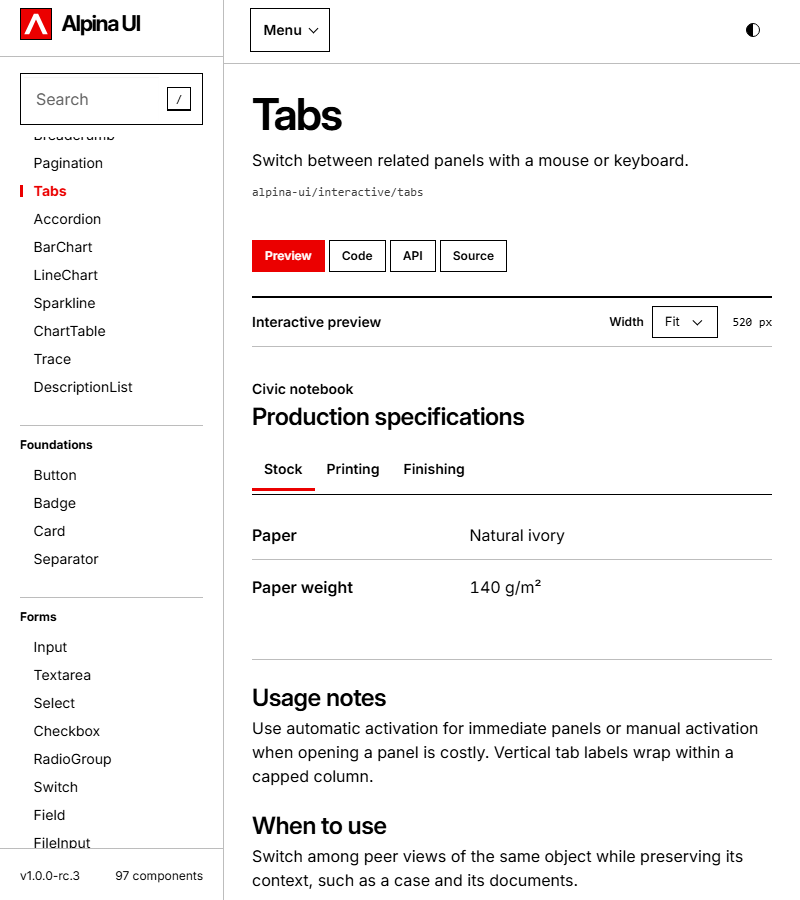 Alpina UI
Search /
Breadcrumb
Pagination
Tabs
Accordion
BarChart
LineChart
Sparkline
ChartTable
Trace
DescriptionList
Foundations
Button
Badge
Card
Separator
Forms
Input
Textarea
Select
Checkbox
RadioGroup
Switch
Field
FileInput
v1.0.0-rc.3 97 components
Menu
Tabs
Switch between related panels with a mouse or keyboard.
alpina-ui/interactive/tabs
Preview Code API Source
Interactive preview Width Fit 520 px
Civic notebook
Production specifications
Stock Printing Finishing
Paper Natural ivory
Paper weight 140 g/m²
Usage notes
Use automatic activation for immediate panels or manual activation
when opening a panel is costly. Vertical tab labels wrap within a
capped column.
When to use
Switch among peer views of the same object while preserving its
context, such as a case and its documents.